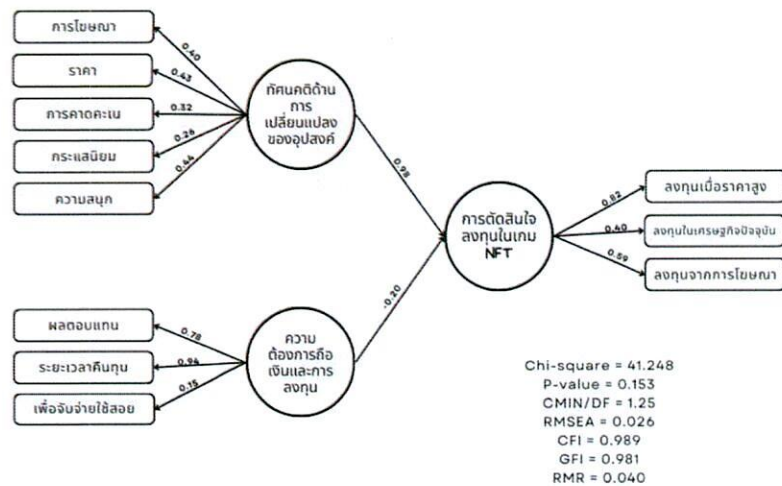 การโฆษณา
ราคา
การคาดคะเน
กระแสนิยม
ความสนุก
0.40
0.43
0.32
0.26
0.44
ทัศนคติด้าน
การ
เปลี่ยนแปลง
ของอุปสงค์
0.98
ผลตอบแทน
ระยะเวลาคืนทุน
เพื่อจับจ่ายใช้สอย
0.78
0.94
0.15
ความ
ต้องการถือ
เงินและการ
ลงทุน
-0.20
การตัดสินใจ
ลงทุนในเกม
NFT
0.82
0.40
0.59
ลงทุนเมื่อราคาสูง
ลงทุนในเศรษฐกิจปัจจุบัน
ลงทุนจากการโฆษณา
Chi-square = 41.248
P-value = 0.153
CMIN/DF = 1.25
RMSEA = 0.026
CFI = 0.989
GFI = 0.981
RMR = 0.040